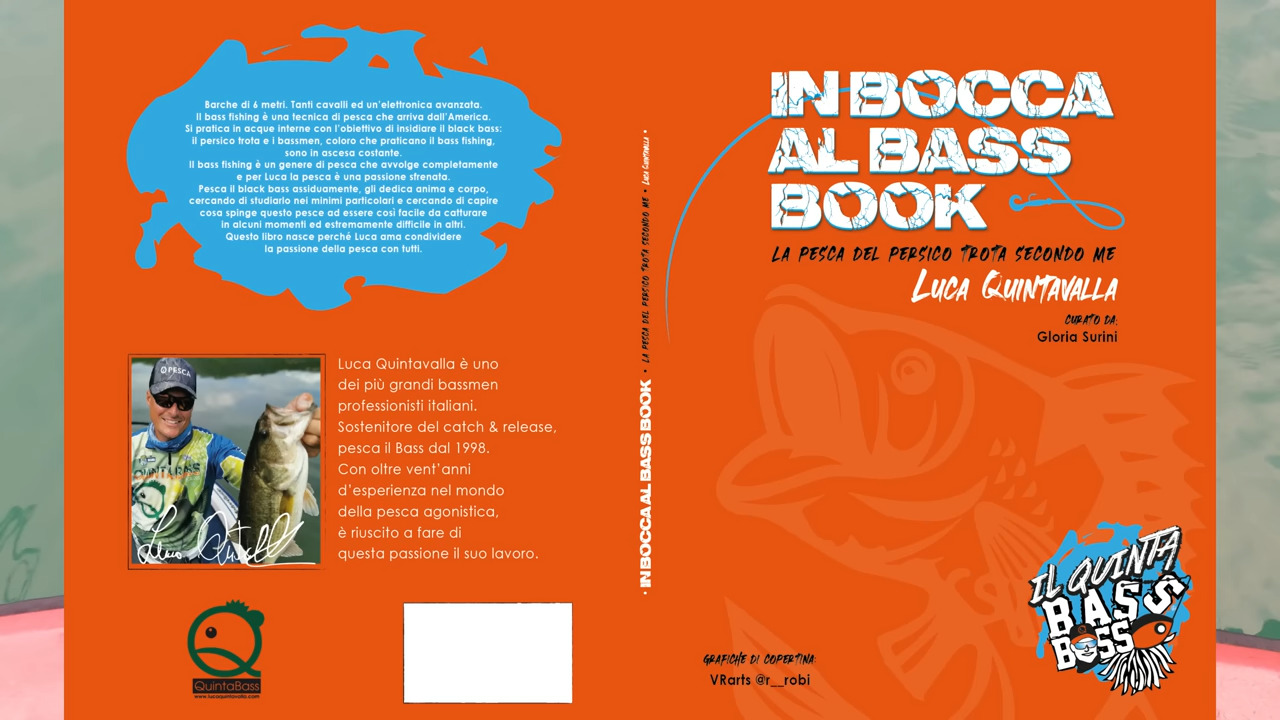 Barche di 6 metri. Tanti cavalli ed un'elettronica avanzata.
Il bass fishing è una tecnica di pesca che arriva dall'America.
Si pratica in acque interne con l'obiettivo di insidiare il black bass:
il persico trota e i bassmen, coloro che praticano il bass fishing,
sono in ascesa costante.
Il bass fishing è un genere di pesca che avvolge completamente
e per Luca la pesca è una passione sfrenata.
Pesca il black bass assiduamente, gli dedica anima e corpo,
cercando di studiarlo nei minimi particolari e cercando di capire
cosa spinge questo pesce ad essere così facile da catturare
in alcuni momenti ed estremamente difficile in altri.
Questo libro nasce perché Luca ama condividere
la passione della pesca con tutti.
PESCA
QUINTABASS
Luca Quintavalla è uno
dei più grandi bassmen
professionisti italiani.
Sostenitore del catch & release,
pesca il Bass dal 1998.
Con oltre vent'anni
d'esperienza nel mondo
della pesca agonistica,
è riuscito a fare di
questa passione il suo lavoro.
QuintaBass
www.lucaquintavalla.com
• IN BOCCA AL BASS BOOK • LA PESCA DEL PERSICO TROTA SECONDO ME • LUCA QUINTAVALLA •
IN BOCCA
AL BASS
BOOK
LA PESCA DEL PERSICO TROTA SECONDO ME
LUCA QUINTAVALLA
CURATO DA:
Gloria Surini
IL QUINTA
BASS
BOSS
GRAFICHE DI COPERTINA:
VRarts @r__robi